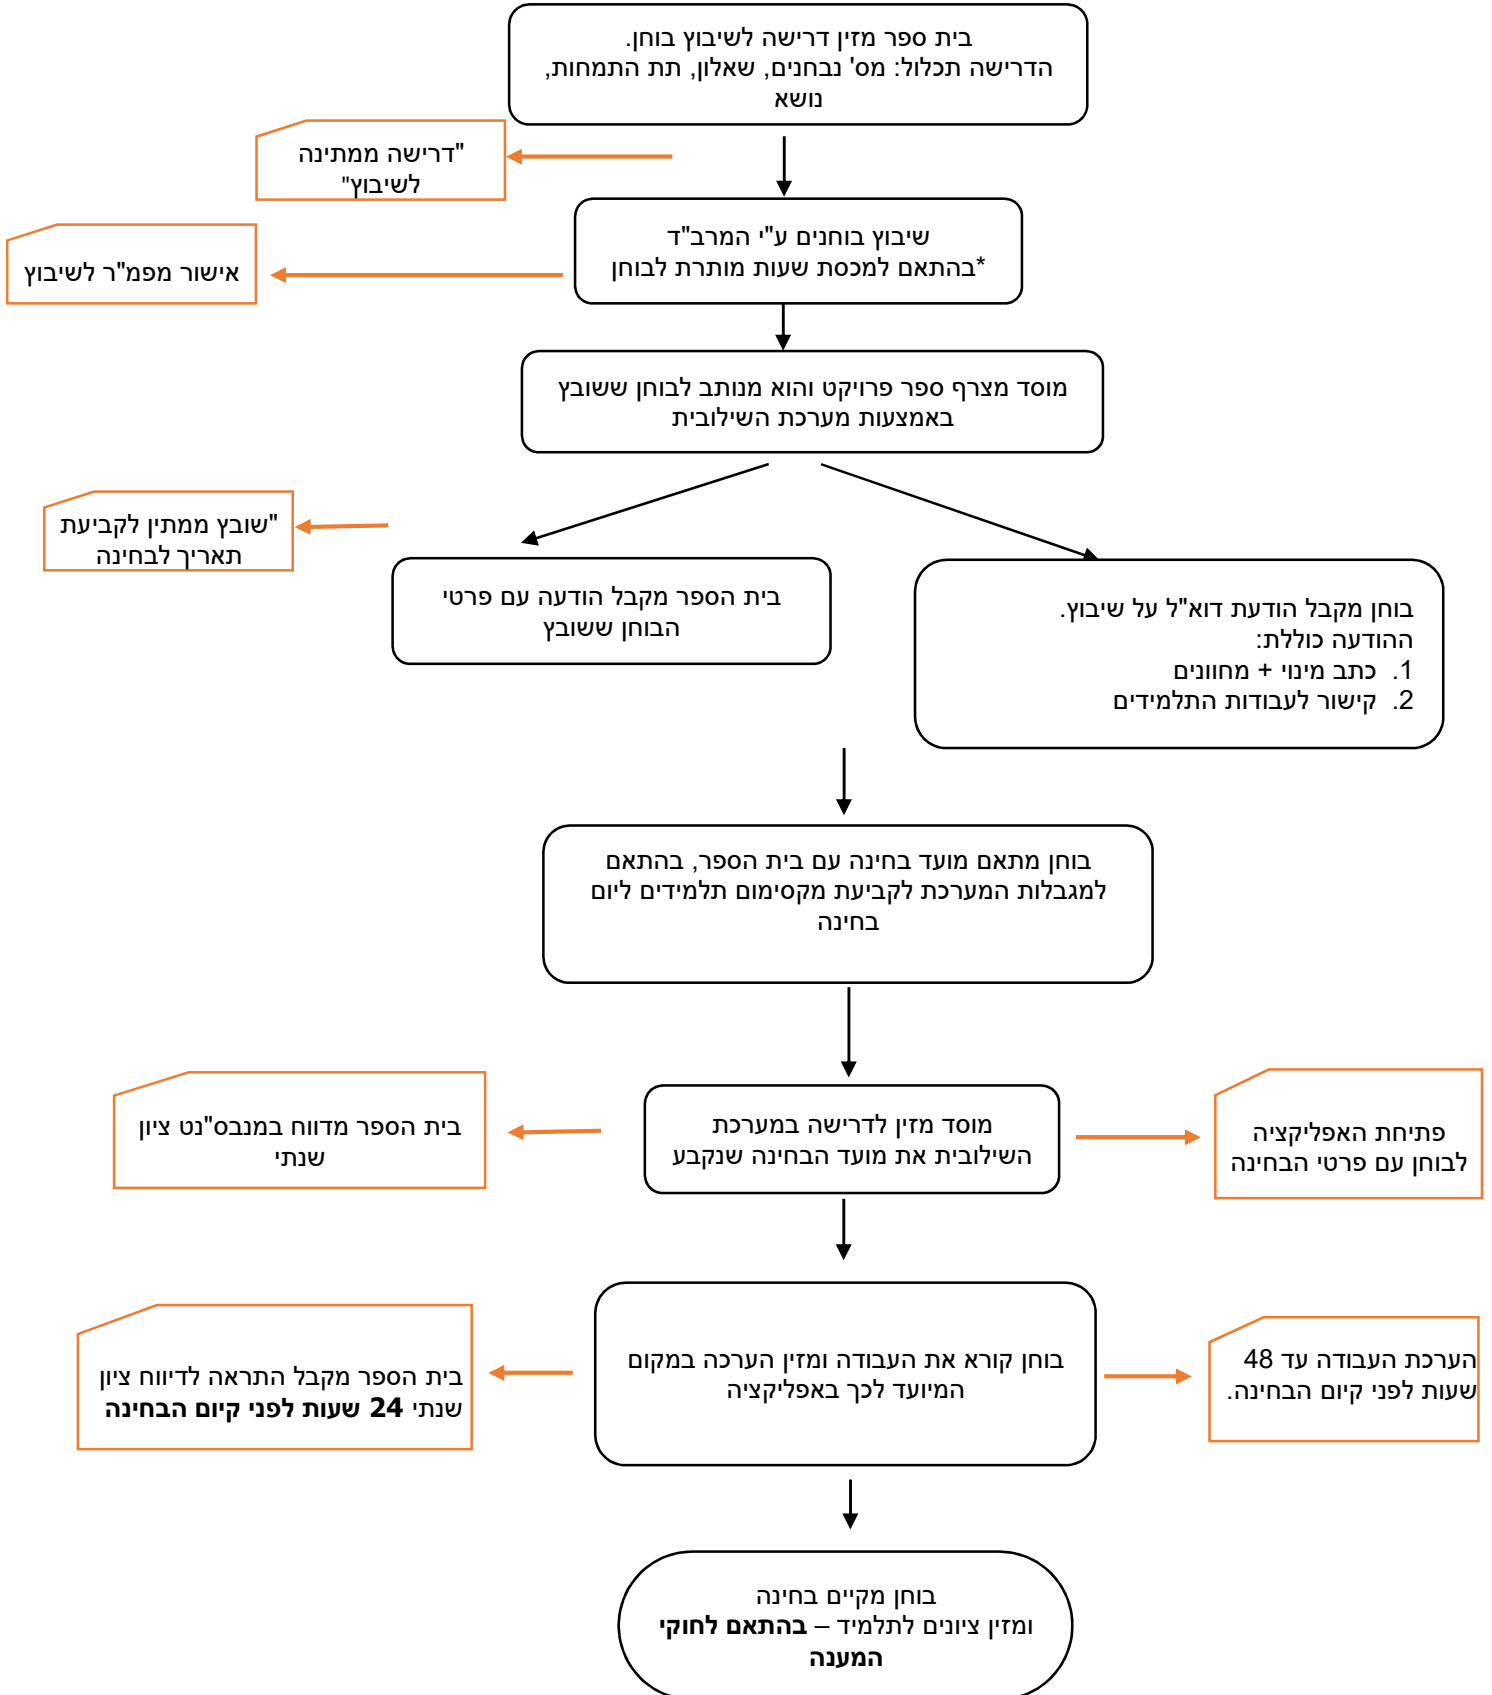 בית ספר מזין דרישה לשיבוץ בוחן.
הדרישה תכלול: מס' נבחנים, שאלון, תת התמחות,
נושא
"דרישה ממתינה
לשיבוץ"
שיבוץ בוחנים ע"י המרב"ד
*בהתאם למכסת שעות מותרת לבוחן
אישור מפמ"ר לשיבוץ
מוסד מצרף ספר פרויקט והוא מנותב לבוחן ששובץ
באמצעות מערכת השילובית
"שובץ ממתין לקביעת
תאריך לבחינה
בוחן מקבל הודעת דוא"ל על שיבוץ.
ההודעה כוללת:
1. כתב מינוי + מחוונים
2. קישור לעבודות התלמידים
בית הספר מקבל הודעה עם פרטי
הבוחן ששובץ
בוחן מתאם מועד בחינה עם בית הספר, בהתאם
למגבלות המערכת לקביעת מקסימום תלמידים ליום
בחינה
פתיחת האפליקציה
לבוחן עם פרטי הבחינה
מוסד מזין לדרישה במערכת
השילובית את מועד הבחינה שנקבע
בית הספר מדווח במנבס"נט ציון
שנתי
הערכת העבודה עד 48
שעות לפני קיום הבחינה.
בוחן קורא את העבודה ומזין הערכה במקום
המיועד לכך באפליקציה
בית הספר מקבל התראה לדיווח ציון
שנתי 24 שעות לפני קיום הבחינה
בוחן מקיים בחינה
ומזין ציונים לתלמיד – בהתאם לחוקי
המענה